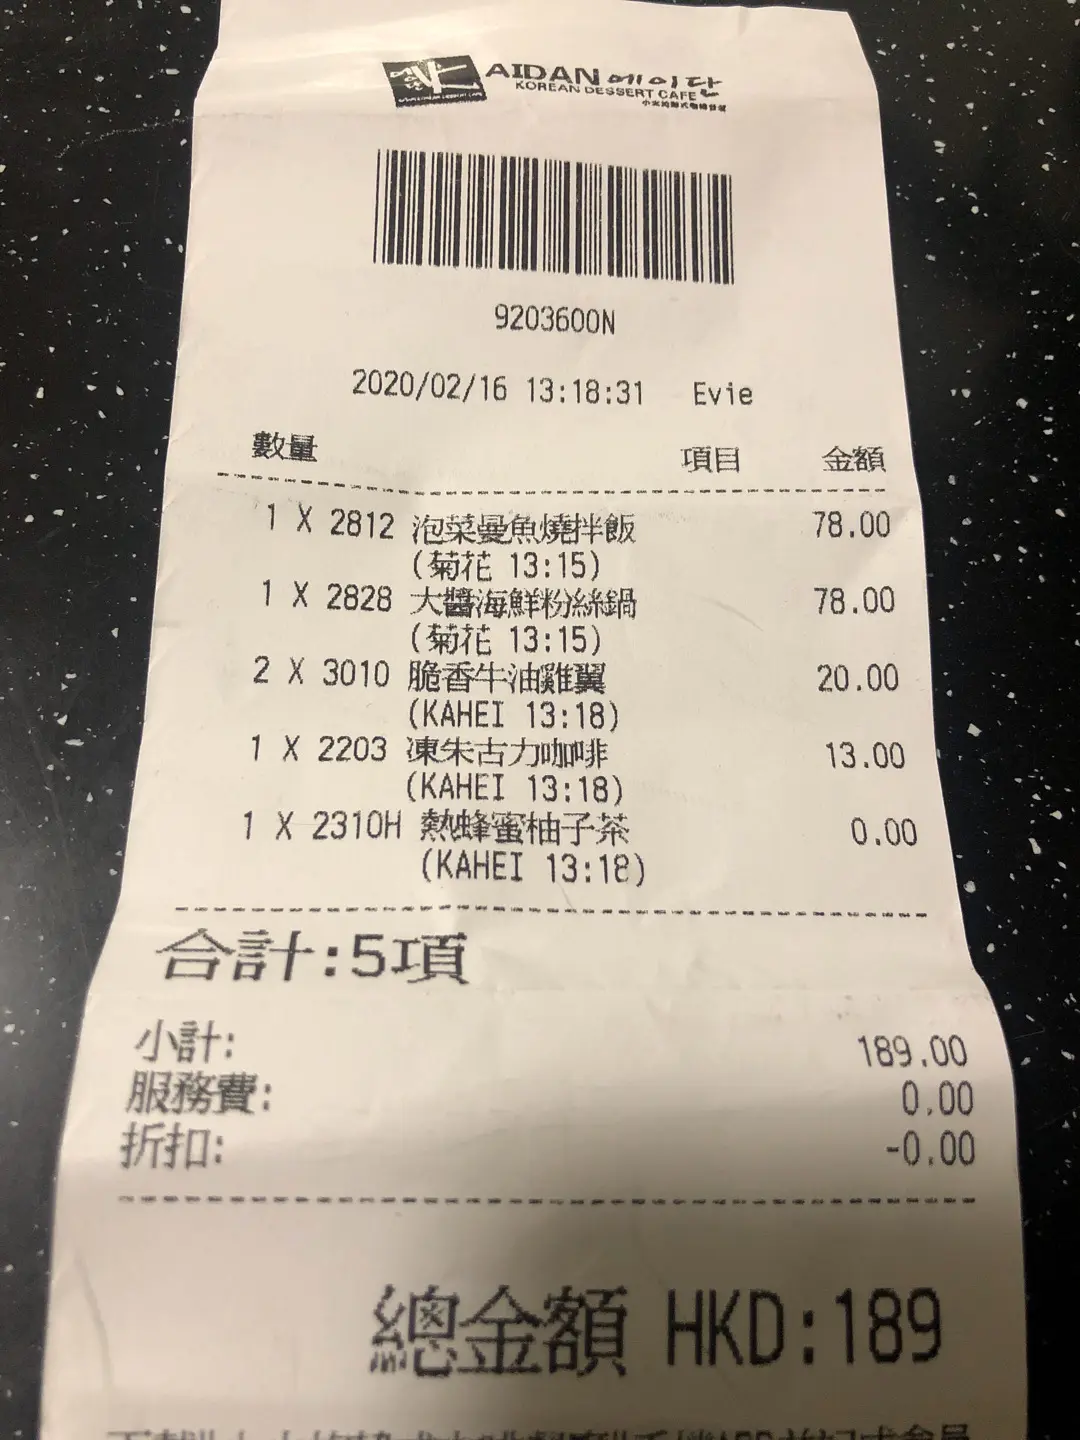 AIDAN 에이단
KOREAN DESSERT CAFE
9203600N
2020/02/16 13:18:31 Evie
數量 項目 金額
1 X 2812 泡菜曼魚燒拌飯 78.00
(菊花 13:15)
1 X 2828 大醬海鮮粉絲鍋 78.00
(菊花 13:15)
2 X 3010 脆香牛油雞翼 20.00
(KAHEI 13:18)
1 X 2203 凍朱古力咖啡 13.00
(KAHEI 13:18)
1 X 2310H 熱蜂蜜柚子茶 0.00
(KAHEI 13:18)
合計:5項
小計: 189.00
服務費: 0.00
折扣: -0.00
總金額 HKD:189